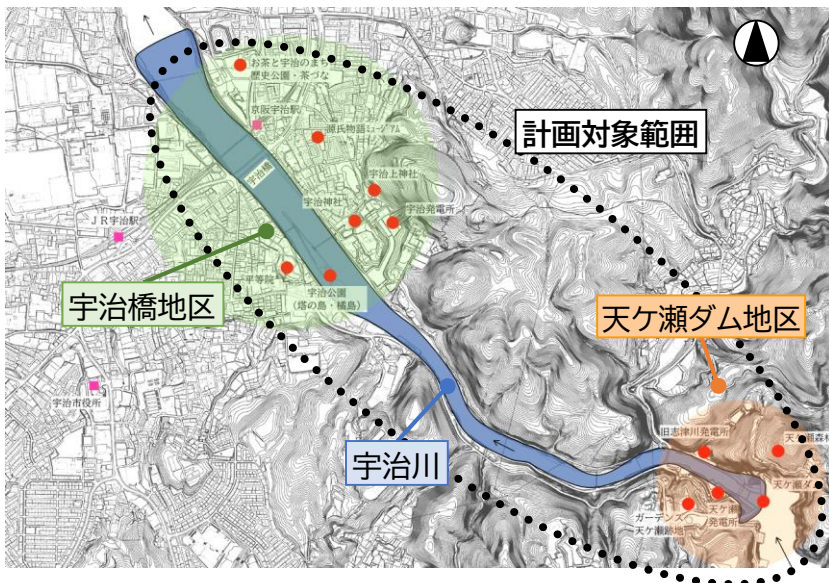 お茶と宇治のまち
歴史公園・茶づな
京阪宇治駅
源氏物語ミュージアム
計画対象範囲
宇治橋
宇治上神社
宇治神社
宇治発電所
JR宇治駅
平等院
宇治公園
(塔の島・橘島)
宇治橋地区
天ケ瀬ダム地区
宇治市役所
宇治川
旧志津川発電所
天ケ瀬森林
天ケ瀬ダ
天ケ瀬
発電所
ガーデンズ
天ケ瀬跡地